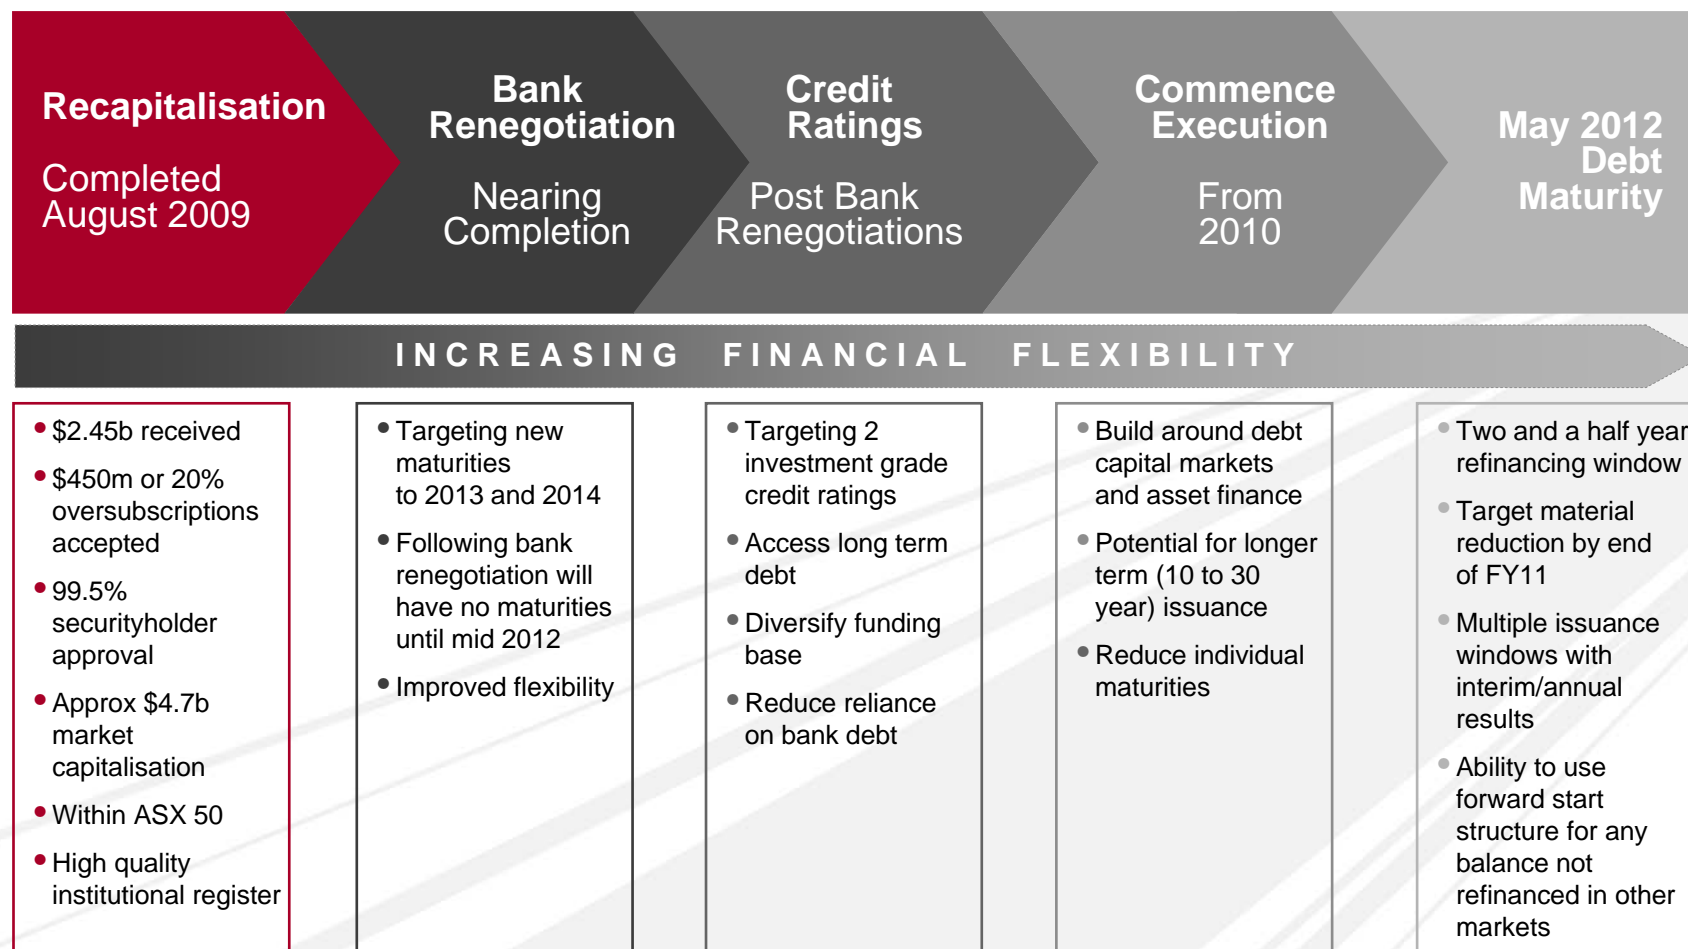 Recapitalisation
Completed
August 2009
Bank
Renegotiation
Nearing
Completion
Credit
Ratings
Post Bank
Renegotiations
Commence
Execution
From
2010
May 2012
Debt
Maturity
INCREASING FINANCIAL FLEXIBILITY
• $2.45b received
• $450m or 20%
oversubscriptions
accepted
• 99.5%
securityholder
approval
• Approx $4.7b
market
capitalisation
• Within ASX 50
• High quality
institutional register
• Targeting new
maturities
to 2013 and 2014
• Following bank
renegotiation will
have no maturities
until mid 2012
• Improved flexibility
• Targeting 2
investment grade
credit ratings
• Access long term
debt
• Diversify funding
base
• Reduce reliance
on bank debt
• Build around debt
capital markets
and asset finance
• Potential for longer
term (10 to 30
year) issuance
• Reduce individual
maturities
• Two and a half year
refinancing window
• Target material
reduction by end
of FY11
• Multiple issuance
windows with
interim/annual
results
• Ability to use
forward start
structure for any
balance not
refinanced in other
markets